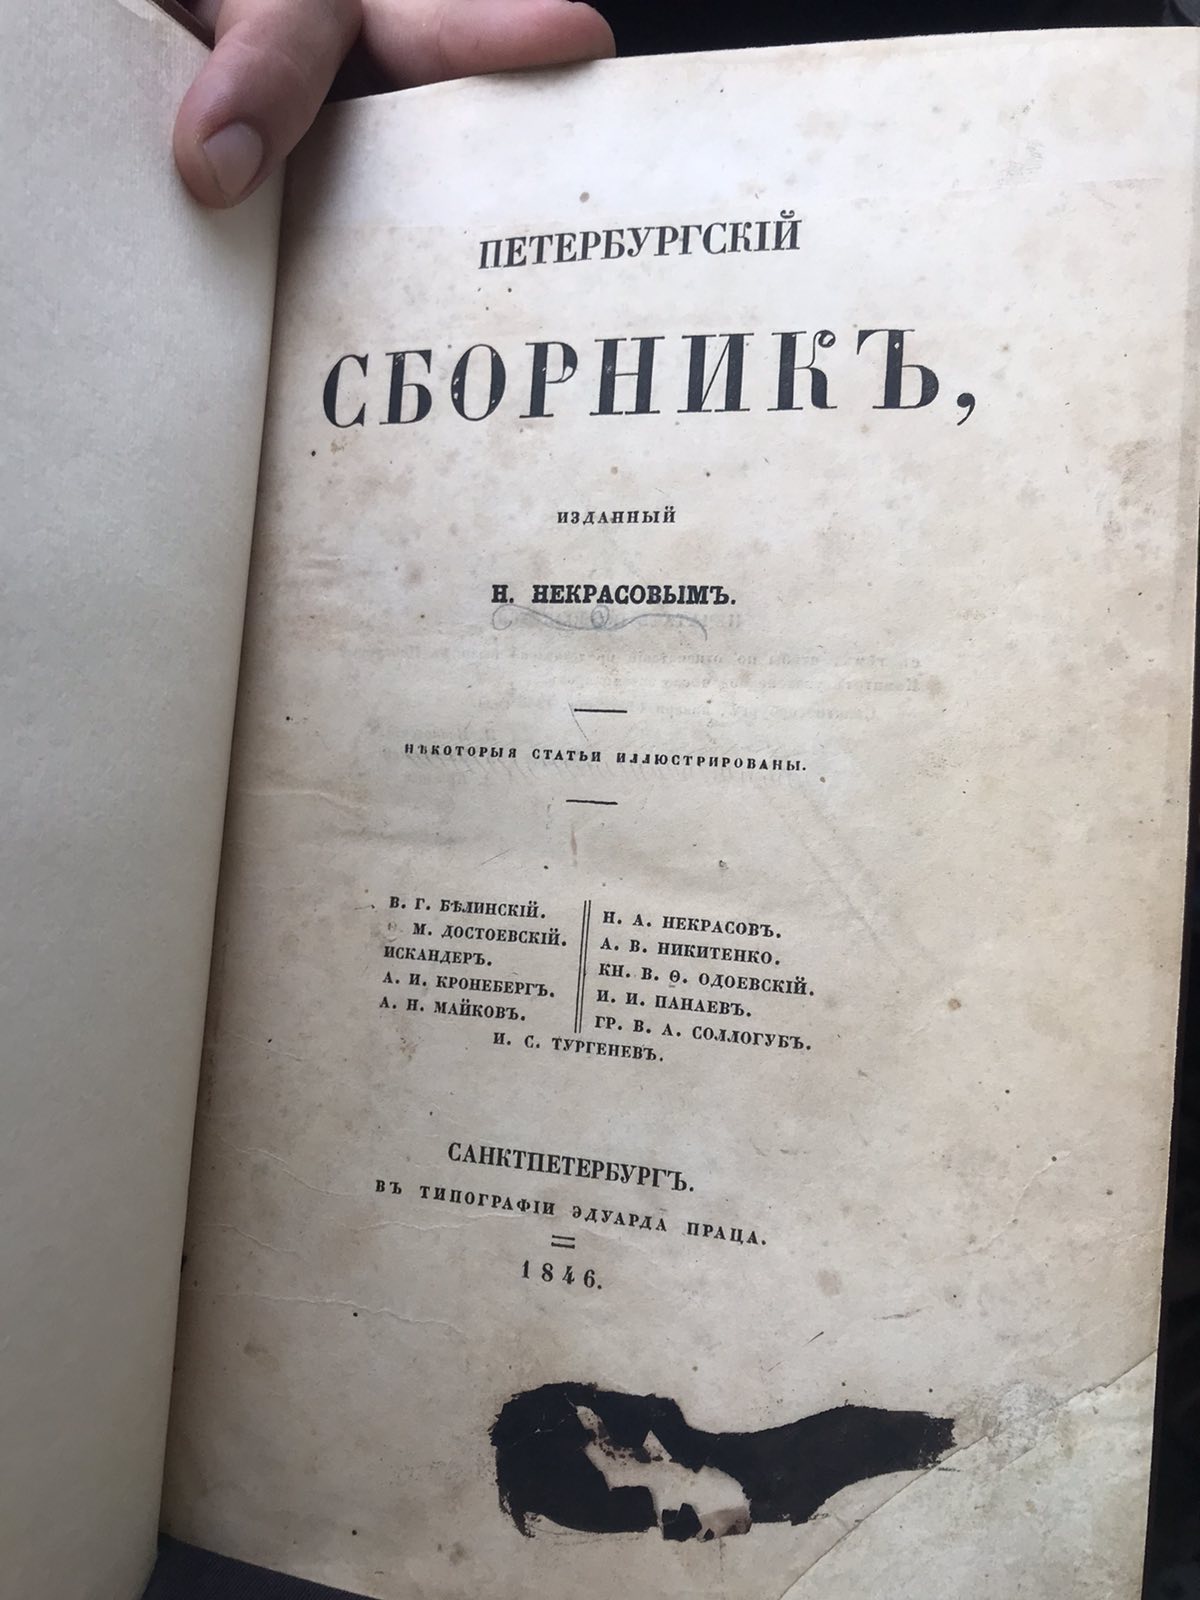 ПЕТЕРБУРГСКІЙ
СБОРНИКЪ,
ИЗДАННЫЙ
Н. НЕКРАСОВЫМЪ.
НѢКОТОРЫЯ СТАТЬИ ИЛЛЮСТРИРОВАНЫ.
В. Г. БѢЛИНСКІЙ.
Ѳ. М. ДОСТОЕВСКІЙ.
ИСКАНДЕРЪ.
А. И. КРОНЕБЕРГЪ.
А. Н. МАЙКОВЪ.
Н. А. НЕКРАСОВЪ.
А. В. НИКИТЕНКО.
КН. В. Ѳ. ОДОЕВСКІЙ.
И. И. ПАНАЕВЪ.
ГР. В. А. СОЛЛОГУБЪ.
И. С. ТУРГЕНЕВЪ.
САНКТПЕТЕРБУРГЪ.
ВЪ ТИПОГРАФІИ ЭДУАРДА ПРАЦА.
1846.